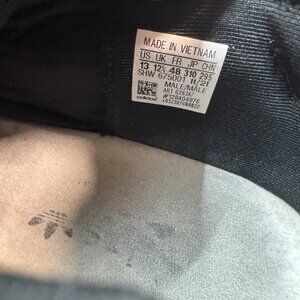 MADE IN VIETNAM
US UK FR JP CHN
13 12½ 48 310 295
SHW 675001 11/21
MALE/MALE
adidas